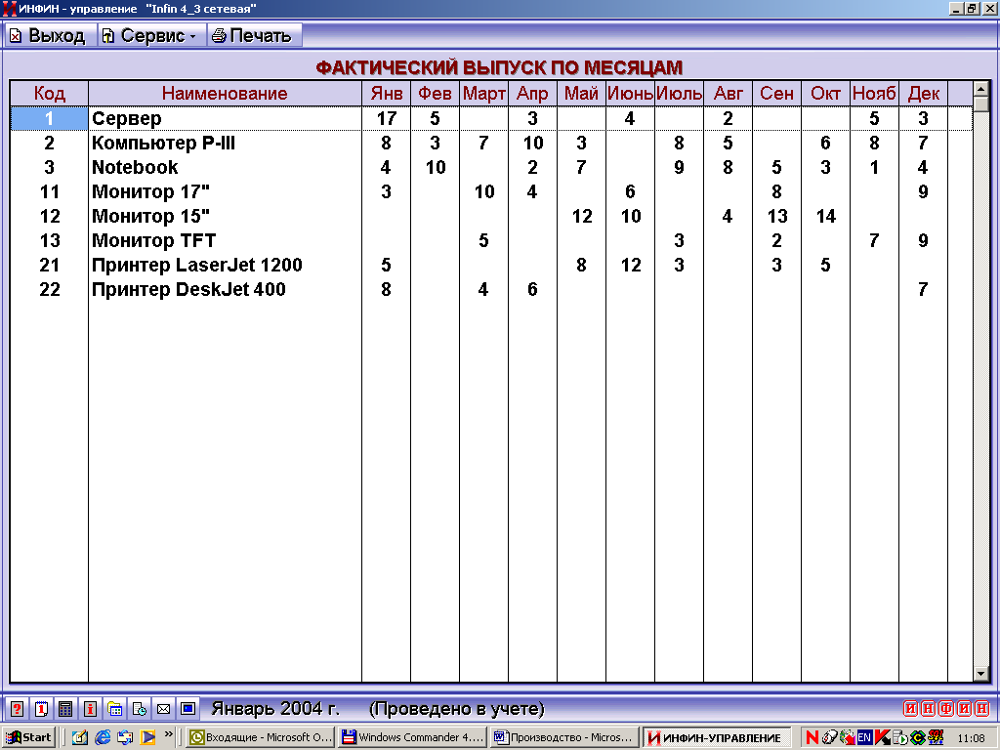 ИНФИН - управление "Infin 4_3 сетевая"
Выход Сервис Печать
ФАКТИЧЕСКИЙ ВЫПУСК ПО МЕСЯЦАМ
Код Наименование Янв Фев Март Апр Май Июнь Июль Авг Сен Окт Нояб Дек
1 Сервер 17 5 3 4 2 5 3
2 Компьютер P-III 8 3 7 10 3 8 5 6 8 7
3 Notebook 4 10 2 7 9 8 5 3 1 4
11 Монитор 17" 3 10 4 6 8 9
12 Монитор 15" 12 10 4 13 14
13 Монитор TFT 5 3 2 7 9
21 Принтер LaserJet 1200 5 8 12 3 3 5
22 Принтер DeskJet 400 8 4 6 7
Январь 2004 г. (Проведено в учете) ИНФИН
Start » Входящие - Microsoft O... Windows Commander 4.... Производство - Micros... ИНФИН-УПРАВЛЕНИЕ EN 11:08